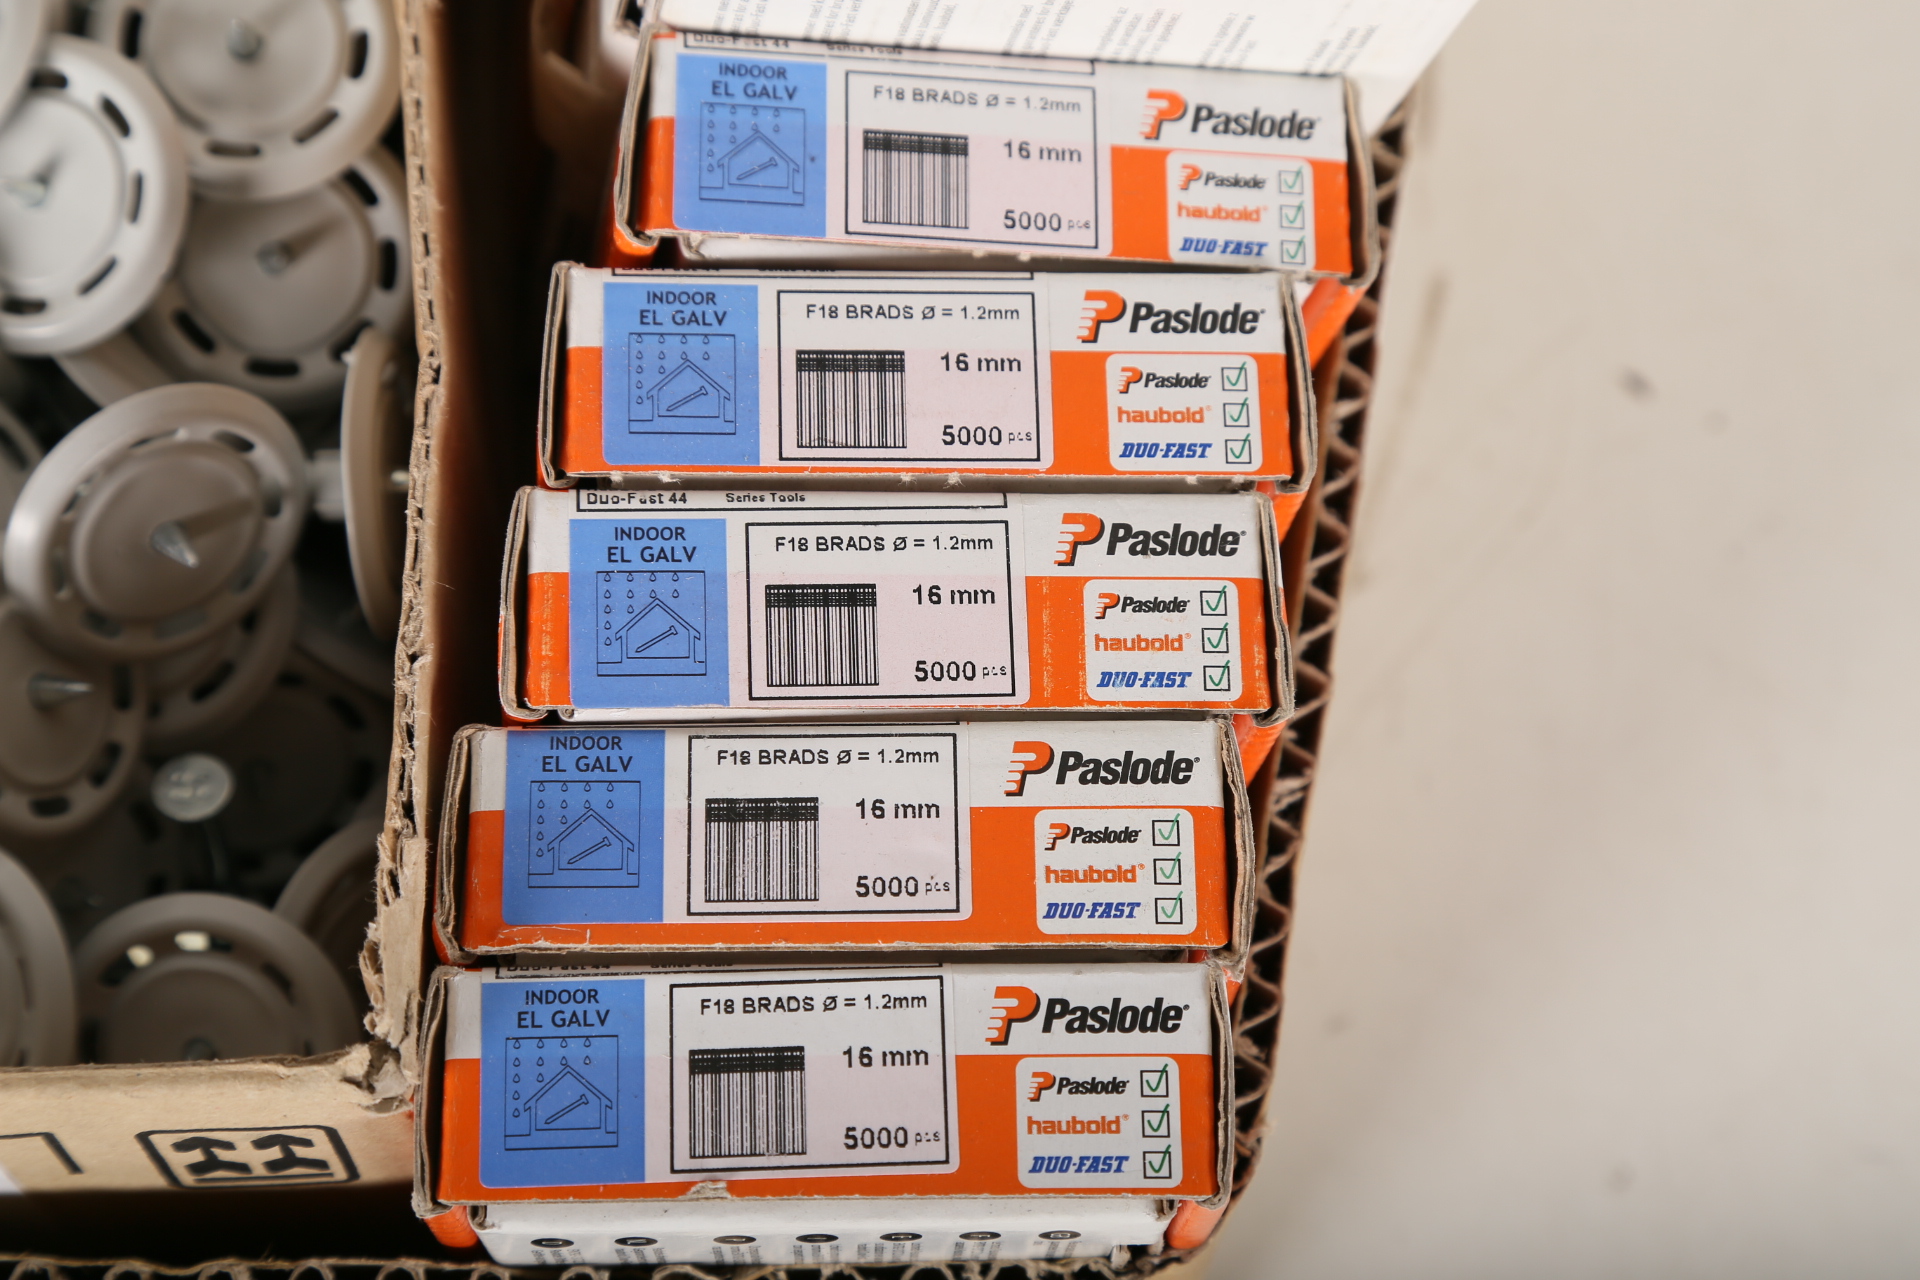 INDOOR
EL GALV
F18 BRADS Ø = 1.2mm
16 mm
5000 pcs
Paslode
Paslode
haubold
DUO-FAST
INDOOR
EL GALV
F18 BRADS Ø = 1.2mm
16 mm
5000 pcs
Paslode
Paslode
haubold
DUO-FAST
Duo-Fast 44 Series Tools
INDOOR
EL GALV
F18 BRADS Ø = 1.2mm
16 mm
5000 pcs
Paslode
Paslode
haubold
DUO-FAST
INDOOR
EL GALV
F18 BRADS Ø = 1.2mm
16 mm
5000 pcs
Paslode
Paslode
haubold
DUO-FAST
INDOOR
EL GALV
F18 BRADS Ø = 1.2mm
16 mm
5000 pcs
Paslode
Paslode
haubold
DUO-FAST